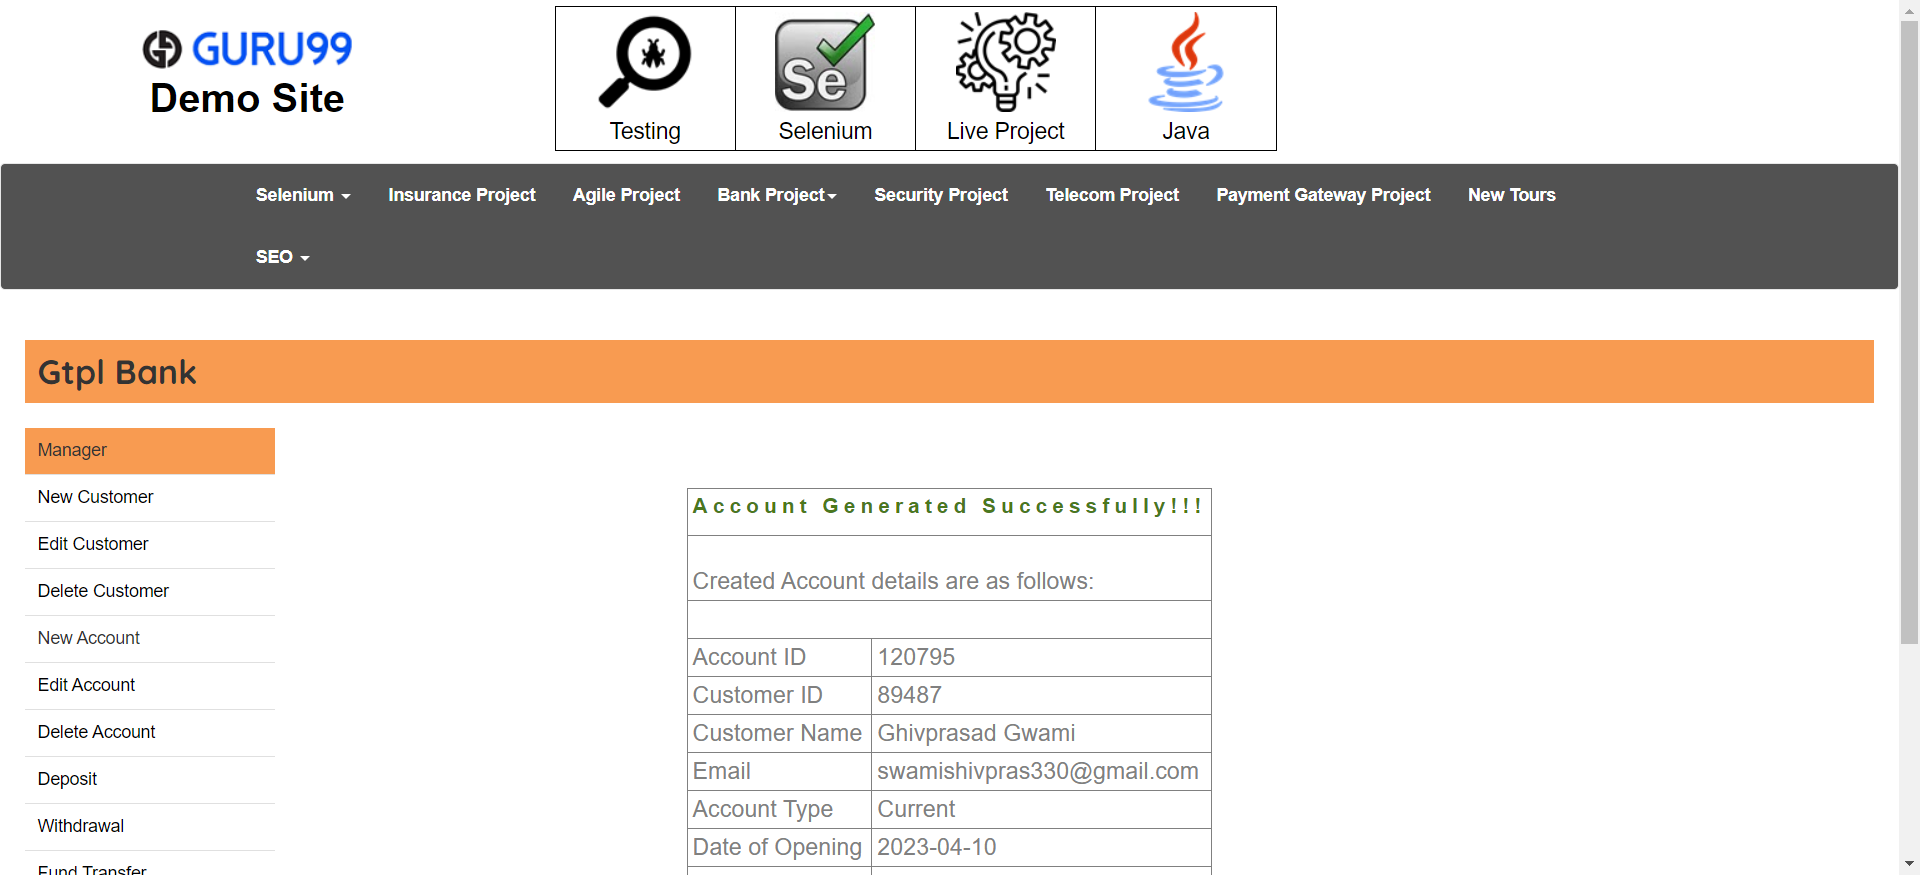 GURU99
Demo Site
Testing
Se
Selenium
Live Project
Java
Selenium
Insurance Project
Agile Project
Bank Project
Security Project
Telecom Project
Payment Gateway Project
New Tours
SEO
Gtpl Bank
Manager
New Customer
Edit Customer
Delete Customer
New Account
Edit Account
Delete Account
Deposit
Withdrawal
Fund Transfer
Account Generated Successfully!!!
Created Account details are as follows:
Account ID 120795
Customer ID 89487
Customer Name Ghivprasad Gwami
Email swamishivpras330@gmail.com
Account Type Current
Date of Opening 2023-04-10